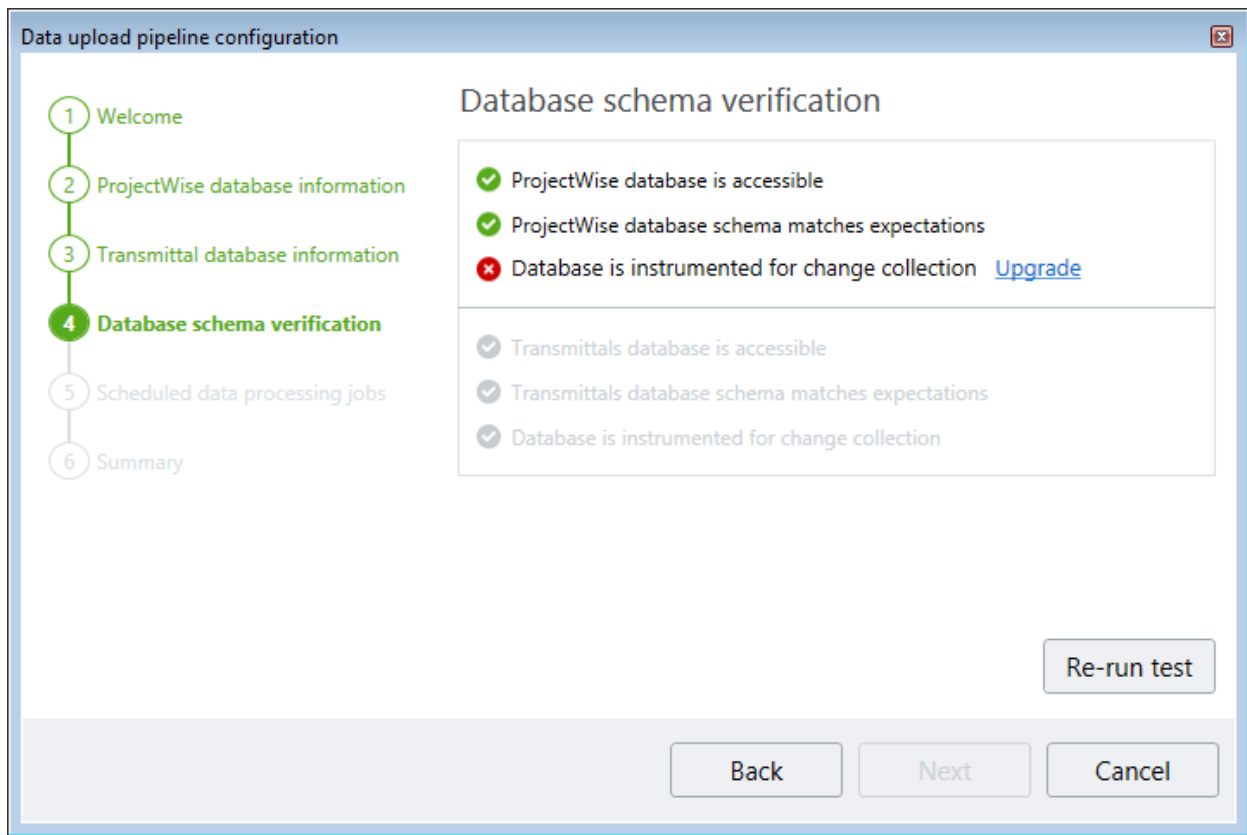 Data upload pipeline configuration
1 Welcome
2 ProjectWise database information
3 Transmittal database information
4 Database schema verification
5 Scheduled data processing jobs
6 Summary
Database schema verification
ProjectWise database is accessible
ProjectWise database schema matches expectations
Database is instrumented for change collection Upgrade
Transmittals database is accessible
Transmittals database schema matches expectations
Database is instrumented for change collection
Re-run test
Back Next Cancel